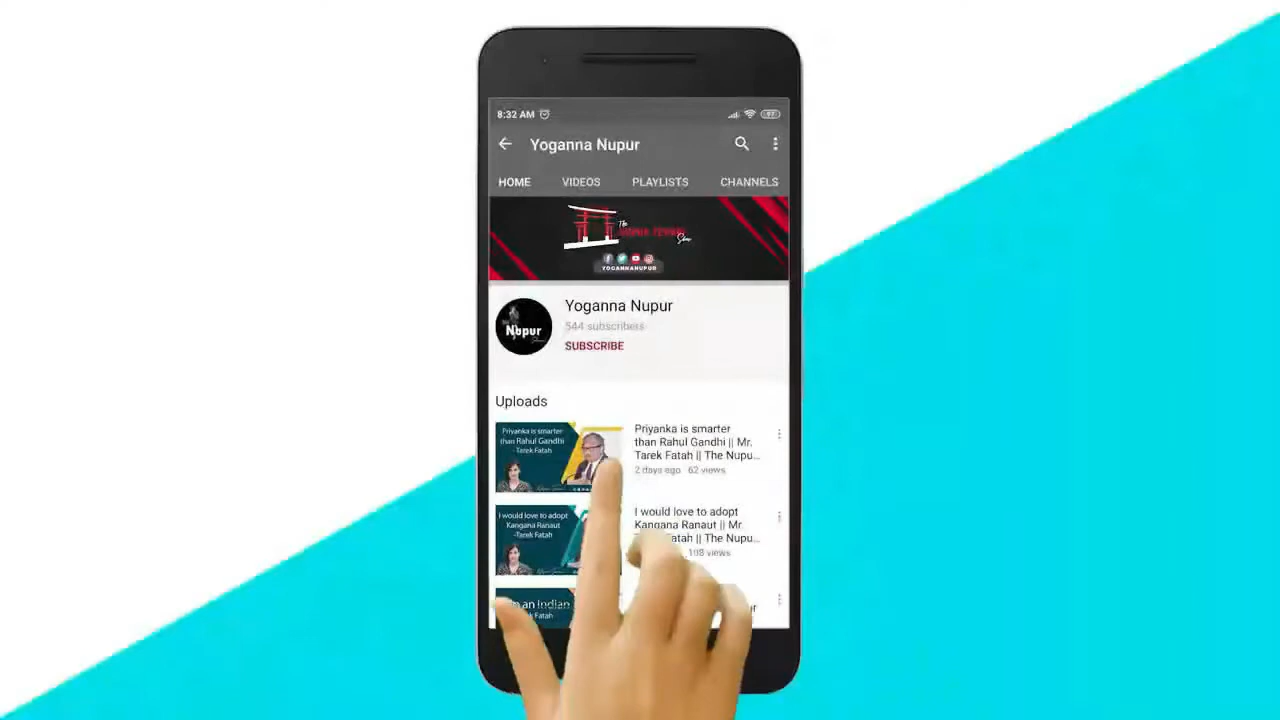 8:32 AM
97
Yoganna Nupur
HOME
VIDEOS
PLAYLISTS
CHANNELS
The
Show
YOGANNANUPUR
Nupur
Yoganna Nupur
544 subscribers
SUBSCRIBE
Uploads
Priyanka is smarter
than Rahul Gandhi
-Tarek Fatah
Priyanka is smarter
than Rahul Gandhi || Mr.
Tarek Fatah || The Nupu...
2 days ago 62 views
I would love to adopt
Kangana Ranaut
-Tarek Fatah
I would love to adopt
Kangana Ranaut || Mr
Fatah || The Nupu...
108 views
an indian
Fatah